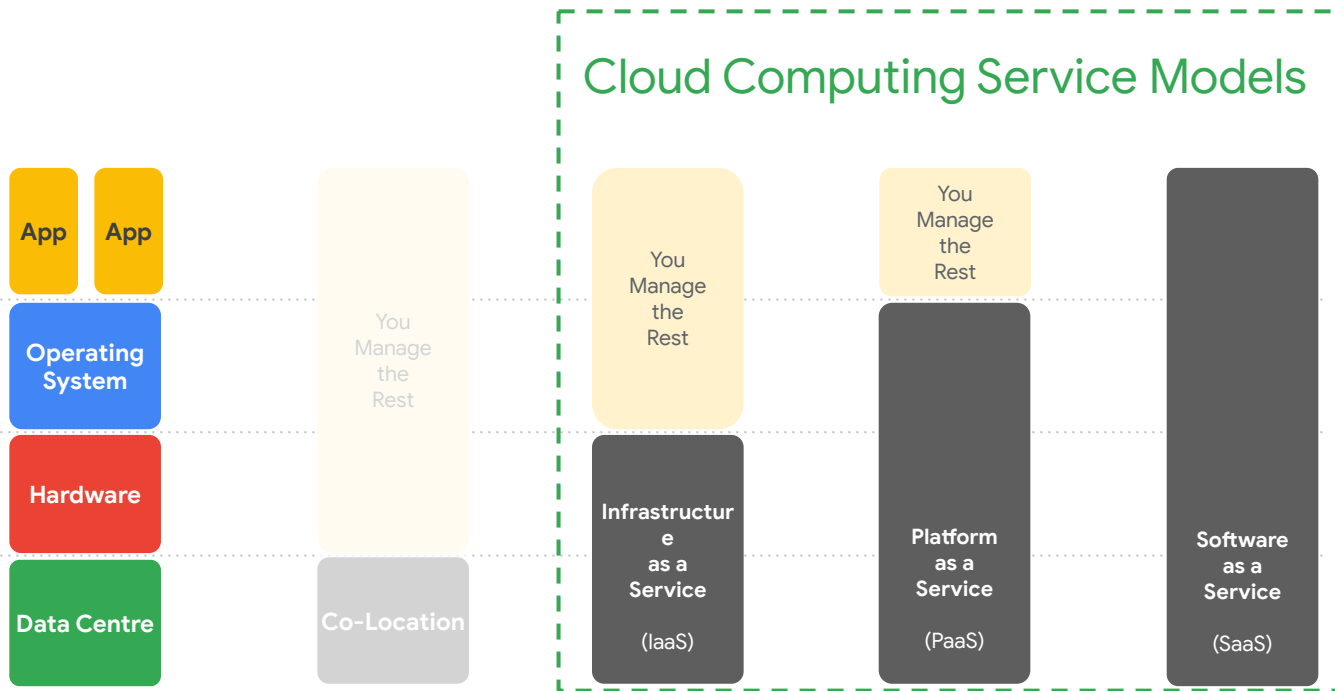 Cloud Computing Service Models
App
App
Operating
System
Hardware
Data Centre
You
Manage
the
Rest
Co-Location
You
Manage
the
Rest
Infrastructur
e
as a
Service
(IaaS)
You
Manage
the
Rest
Platform
as a
Service
(PaaS)
Software
as a
Service
(SaaS)